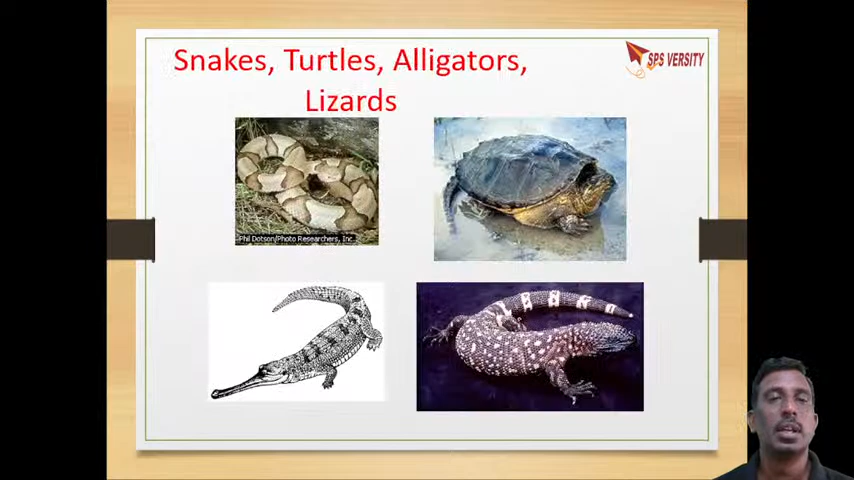 Snakes, Turtles, Alligators,
Lizards
SPS VERSITY
Phil Dotson/Photo Researchers, Inc.